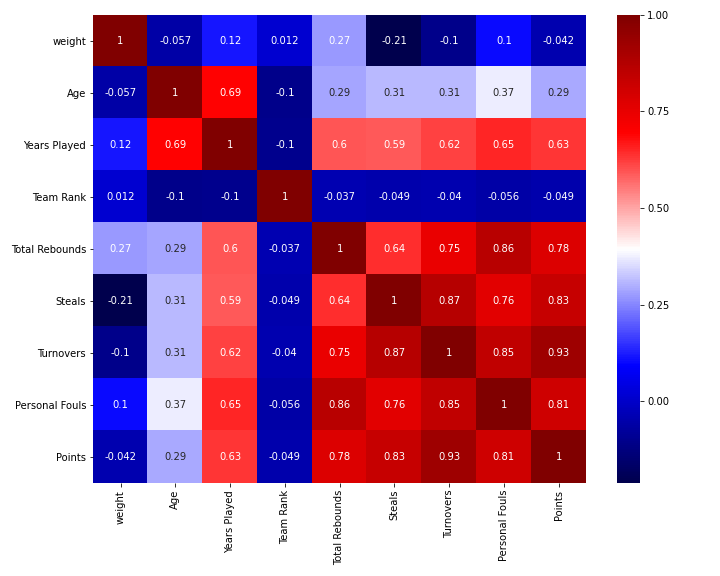 weight 1 -0.057 0.12 0.012 0.27 -0.21 -0.1 0.1 -0.042
Age -0.057 1 0.69 -0.1 0.29 0.31 0.31 0.37 0.29
Years Played 0.12 0.69 1 -0.1 0.6 0.59 0.62 0.65 0.63
Team Rank 0.012 -0.1 -0.1 1 -0.037 -0.049 -0.04 -0.056 -0.049
Total Rebounds 0.27 0.29 0.6 -0.037 1 0.64 0.75 0.86 0.78
Steals -0.21 0.31 0.59 -0.049 0.64 1 0.87 0.76 0.83
Turnovers -0.1 0.31 0.62 -0.04 0.75 0.87 1 0.85 0.93
Personal Fouls 0.1 0.37 0.65 -0.056 0.86 0.76 0.85 1 0.81
Points -0.042 0.29 0.63 -0.049 0.78 0.83 0.93 0.81 1
weight
Age
Years Played
Team Rank
Total Rebounds
Steals
Turnovers
Personal Fouls
Points
1.00
0.75
0.50
0.25
0.00